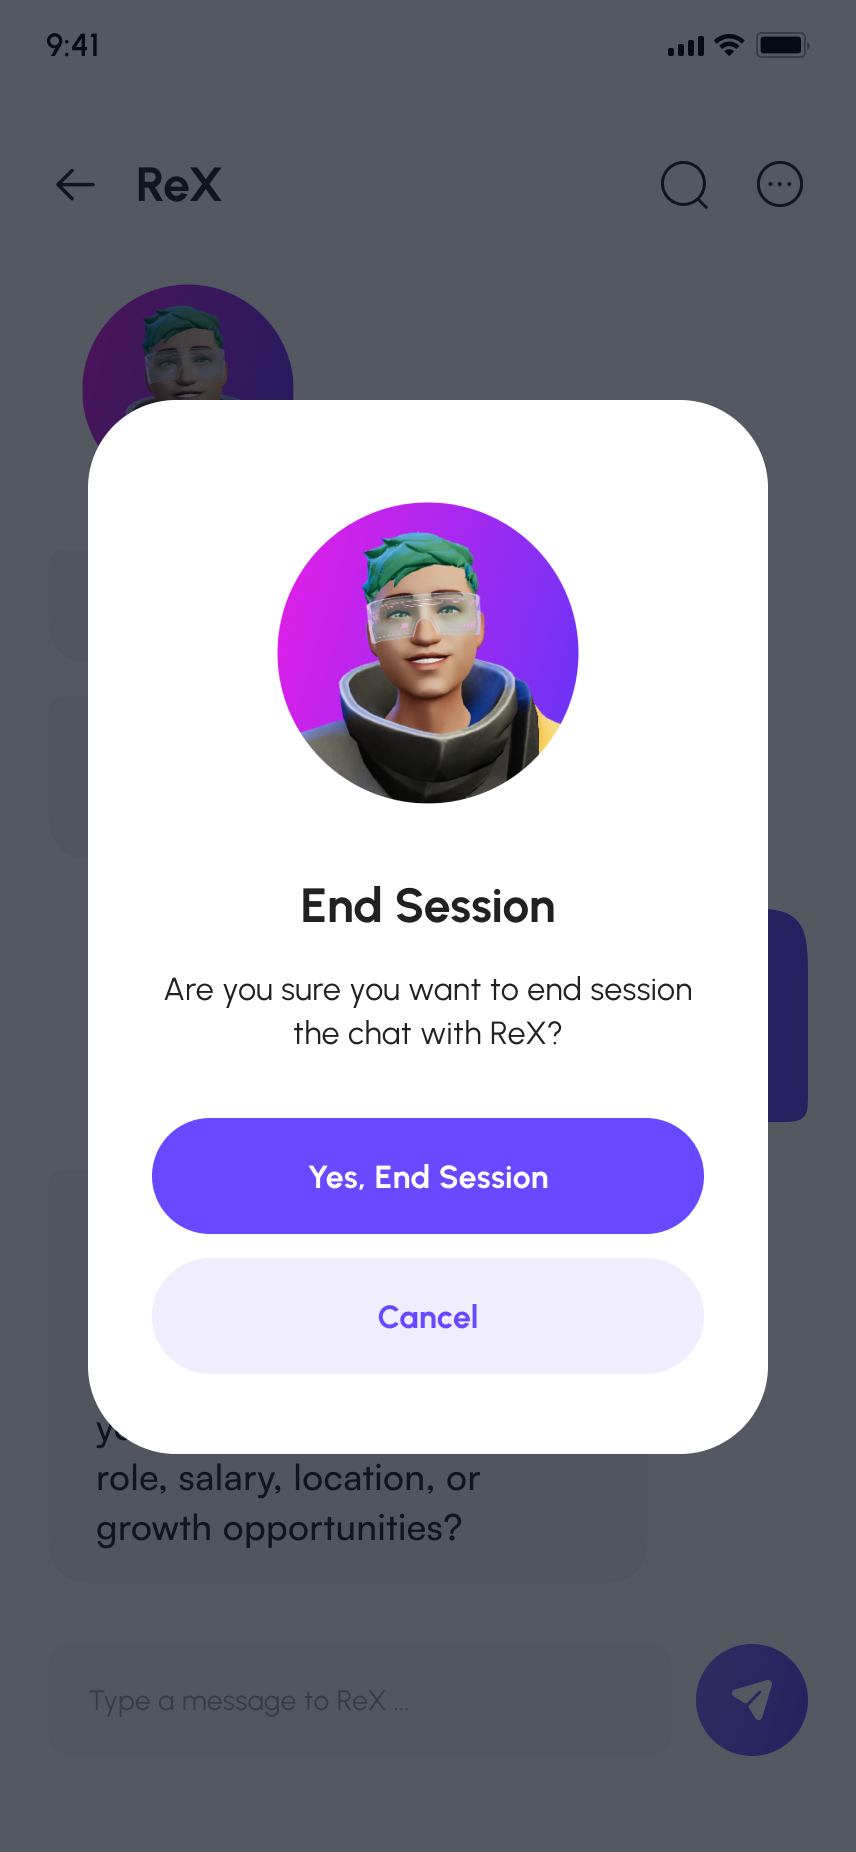 9:41
ReX
End Session
Are you sure you want to end session
the chat with ReX?
Yes, End Session
Cancel
role, salary, location, or
growth opportunities?
Type a message to ReX ...